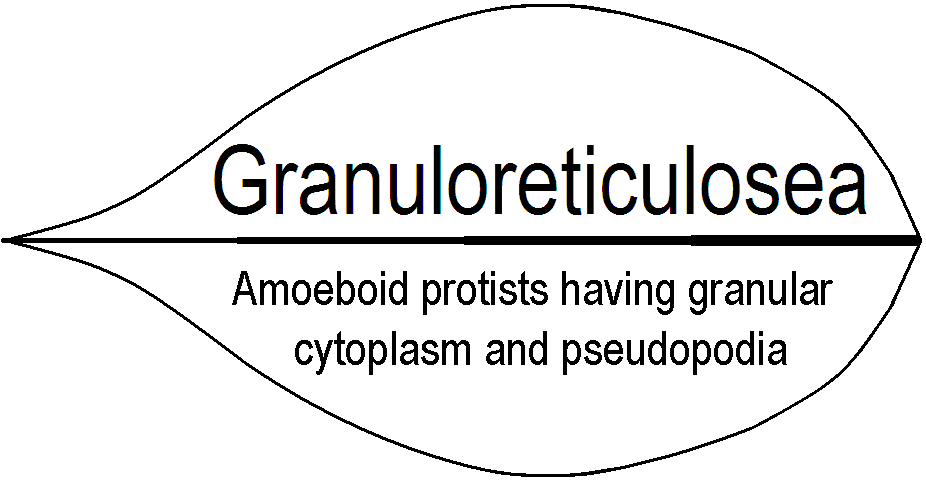 Granuloreticulosea
Amoeboid protists having granular
cytoplasm and pseudopodia